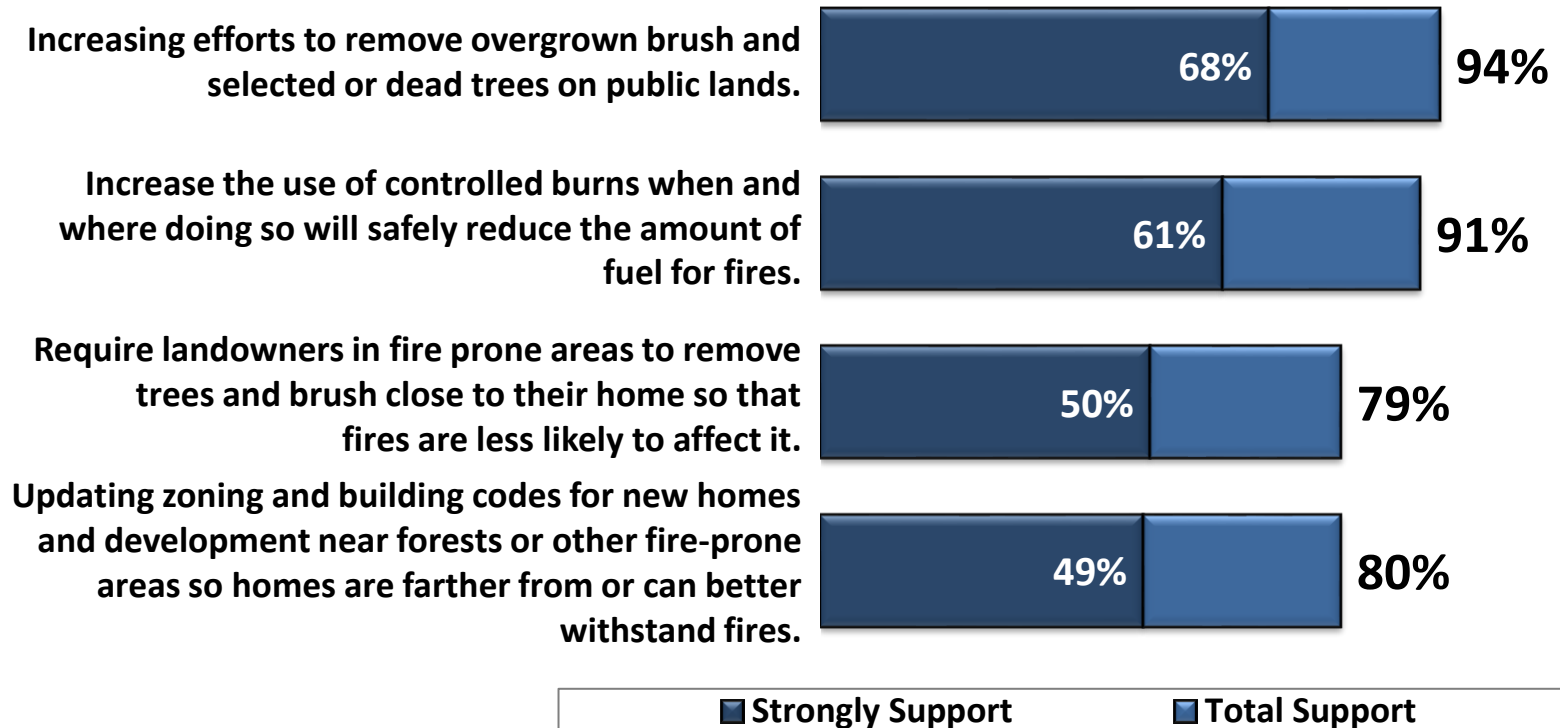 Increasing efforts to remove overgrown brush and
selected or dead trees on public lands.
68%
94%
Increase the use of controlled burns when and
where doing so will safely reduce the amount of
fuel for fires.
61%
91%
Require landowners in fire prone areas to remove
trees and brush close to their home so that
fires are less likely to affect it.
50%
79%
Updating zoning and building codes for new homes
and development near forests or other fire-prone
areas so homes are farther from or can better
withstand fires.
49%
80%
Strongly Support
Total Support